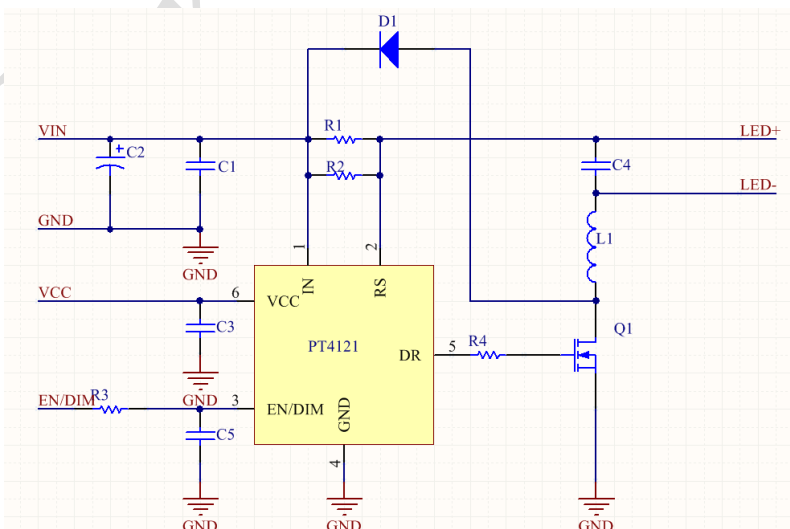 D1
VIN
R1
LED+
C2
C1
R2
C4
LED-
GND
L1
GND
1
2
IN
RS
VCC
6
VCC
C3
PT4121
Q1
DR
5
R4
EN/DIM
R3
GND
3
EN/DIM
GND
C5
4
GND
GND
GND